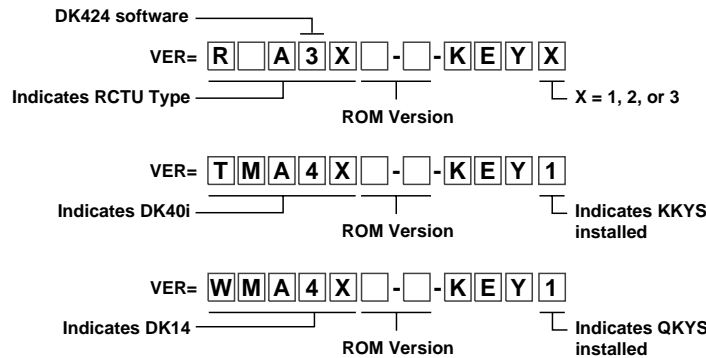 DK424 software
VER= R A 3 X - - K E Y X
Indicates RCTU Type
X = 1, 2, or 3
ROM Version
VER= T M A 4 X - - K E Y 1
Indicates DK40i
ROM Version
Indicates KKYS
installed
VER= W M A 4 X - - K E Y 1
Indicates DK14
ROM Version
Indicates QKYS
installed